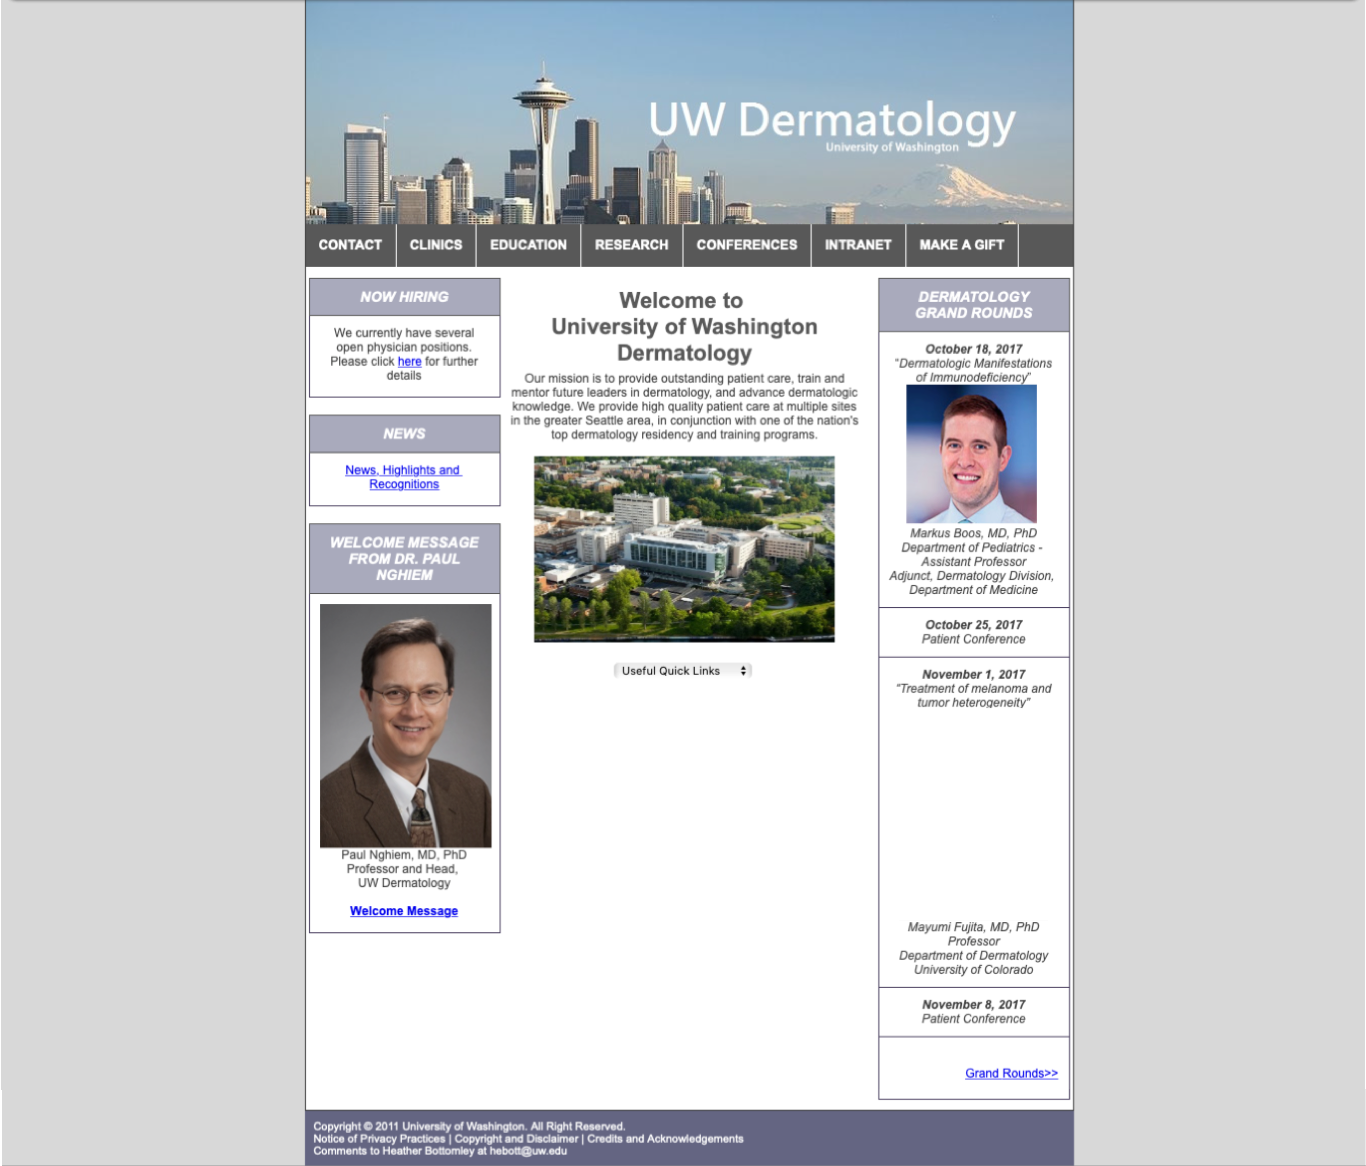 UW Dermatology
University of Washington
CONTACT
CLINICS
EDUCATION
RESEARCH
CONFERENCES
INTRANET
MAKE A GIFT
NOW HIRING
We currently have several
open physician positions.
Please click here for further
details
NEWS
News, Highlights and
Recognitions
WELCOME MESSAGE
FROM DR. PAUL
NGHIEM
Paul Nghiem, MD, PhD
Professor and Head,
UW Dermatology
Welcome Message
Welcome to
University of Washington
Dermatology
Our mission is to provide outstanding patient care, train and
mentor future leaders in dermatology, and advance dermatologic
knowledge. We provide high quality patient care at multiple sites
in the greater Seattle area, in conjunction with one of the nation's
top dermatology residency and training programs.
Useful Quick Links
DERMATOLOGY
GRAND ROUNDS
October 18, 2017
"Dermatologic Manifestations
of Immunodeficiency"
Markus Boos, MD, PhD
Department of Pediatrics -
Assistant Professor
Adjunct, Dermatology Division,
Department of Medicine
October 25, 2017
Patient Conference
November 1, 2017
"Treatment of melanoma and
tumor heterogeneity"
Mayumi Fujita, MD, PhD
Professor
Department of Dermatology
University of Colorado
November 8, 2017
Patient Conference
Grand Rounds>>
Copyright © 2011 University of Washington. All Right Reserved.
Notice of Privacy Practices | Copyright and Disclaimer | Credits and Acknowledgements
Comments to Heather Bottomley at hebott@uw.edu